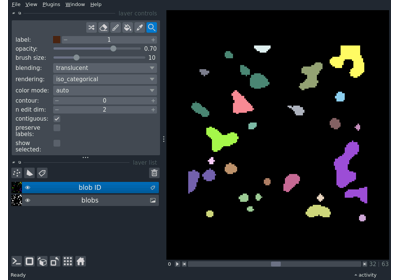 File View Plugins Window Help
layer controls
label: 1
opacity: 0.70
brush size: 10
blending: translucent
rendering: iso_categorical
color mode: auto
contour: 0
n edit dim: 2
contiguous:
preserve
labels:
show
selected:
layer list
blob ID
blobs
32 63
Ready
activity